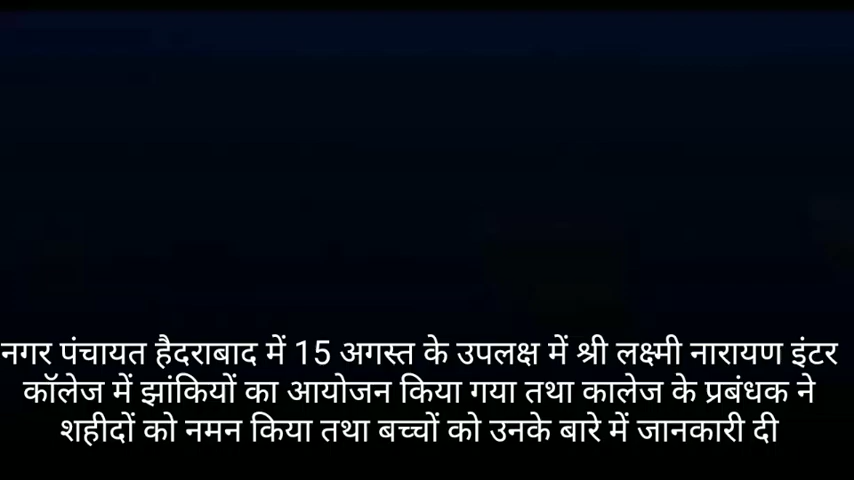 नगर पंचायत हैदराबाद में 15 अगस्त के उपलक्ष में श्री लक्ष्मी नारायण इंटर
कॉलेज में झांकियों का आयोजन किया गया तथा कालेज के प्रबंधक ने
शहीदों को नमन किया तथा बच्चों को उनके बारे में जानकारी दी